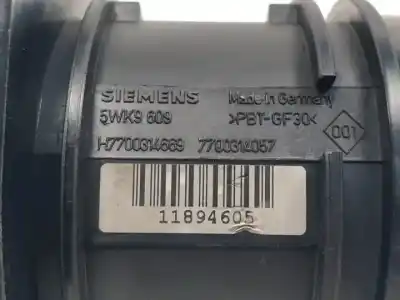 SIEMENS Made in Germany
5WK9 609 >PBT-GF30<
001
H7700314669 7700314057
11894605